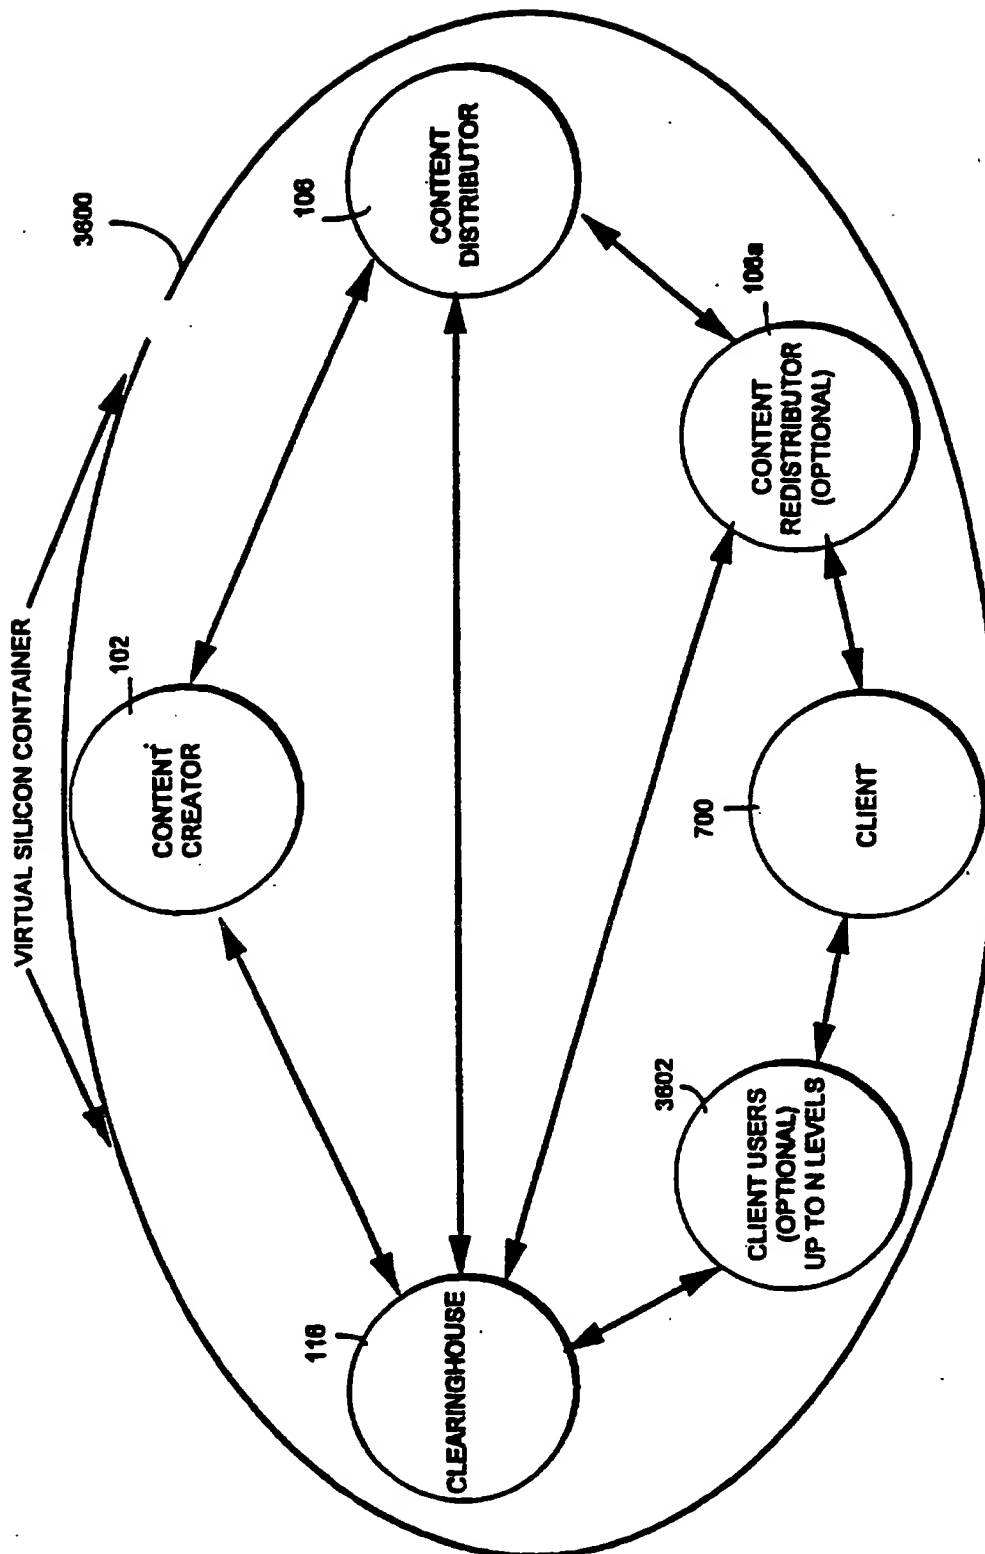 VIRTUAL SILICON CONTAINER
3600
102
CONTENT
CREATOR
116
106
CLEARINGHOUSE
CONTENT
DISTRIBUTOR
3602
106a
CLIENT USERS
(OPTIONAL)
UP TO N LEVELS
CONTENT
REDISTRIBUTOR
(OPTIONAL)
700
CLIENT